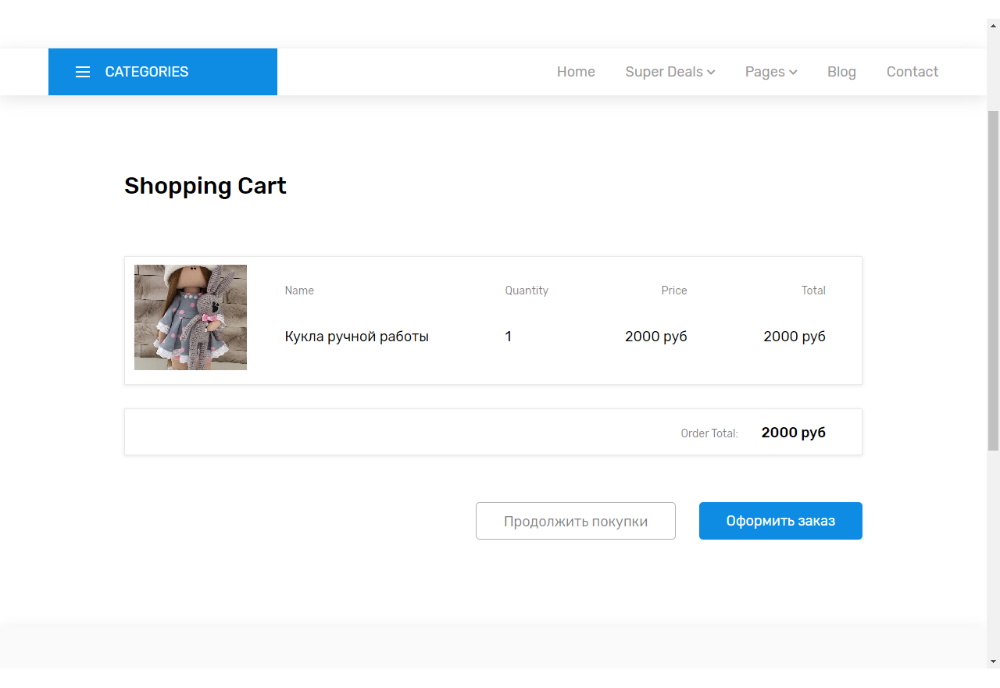 CATEGORIES Home Super Deals Pages Blog Contact
Shopping Cart
Name Quantity Price Total
Кукла ручной работы 1 2000 руб 2000 руб
Order Total: 2000 руб
Продолжить покупки Оформить заказ